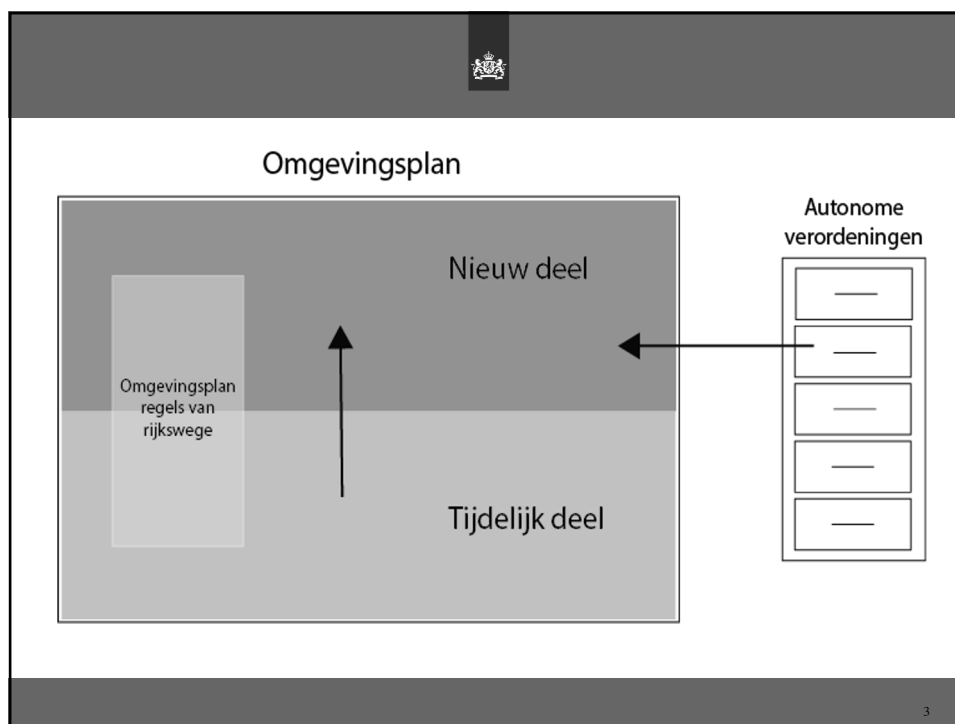 Omgevingsplan
Autonome
verordeningen
Nieuw deel
Omgevingsplan
regels van
rijkswege
Tijdelijk deel
3